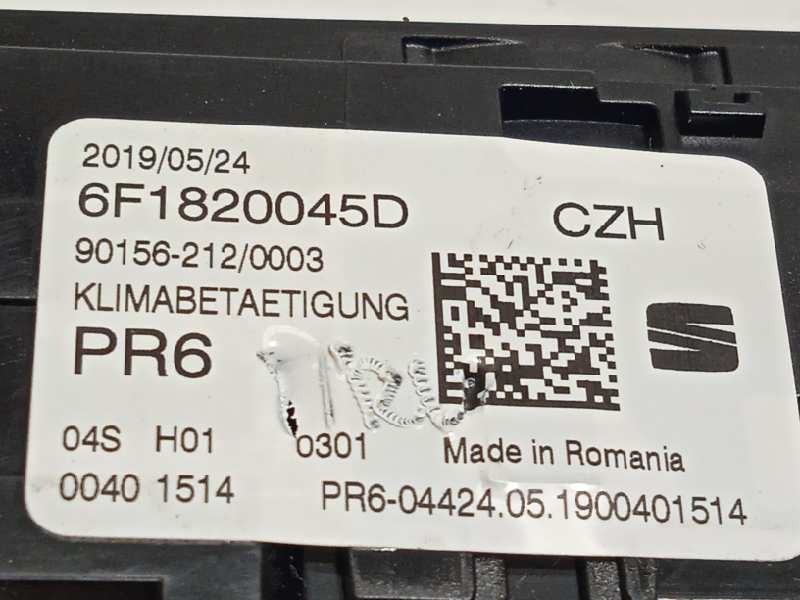 2019/05/24
6F1820045D
CZH
90156-212/0003
KLIMABETAETIGUNG
PR6
04S H01 0301 Made in Romania
0040 1514 PR6-04424.05.1900401514